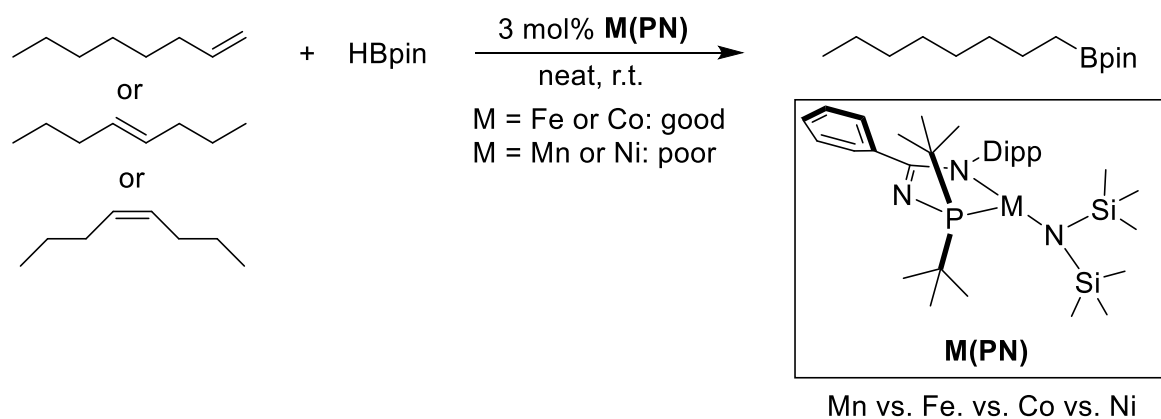 + HBpin
3 mol% M(PN)
neat, r.t.
M = Fe or Co: good
M = Mn or Ni: poor
Bpin
or
or
Dipp
N
N
P
M
N
Si
Si
M(PN)
Mn vs. Fe. vs. Co vs. Ni